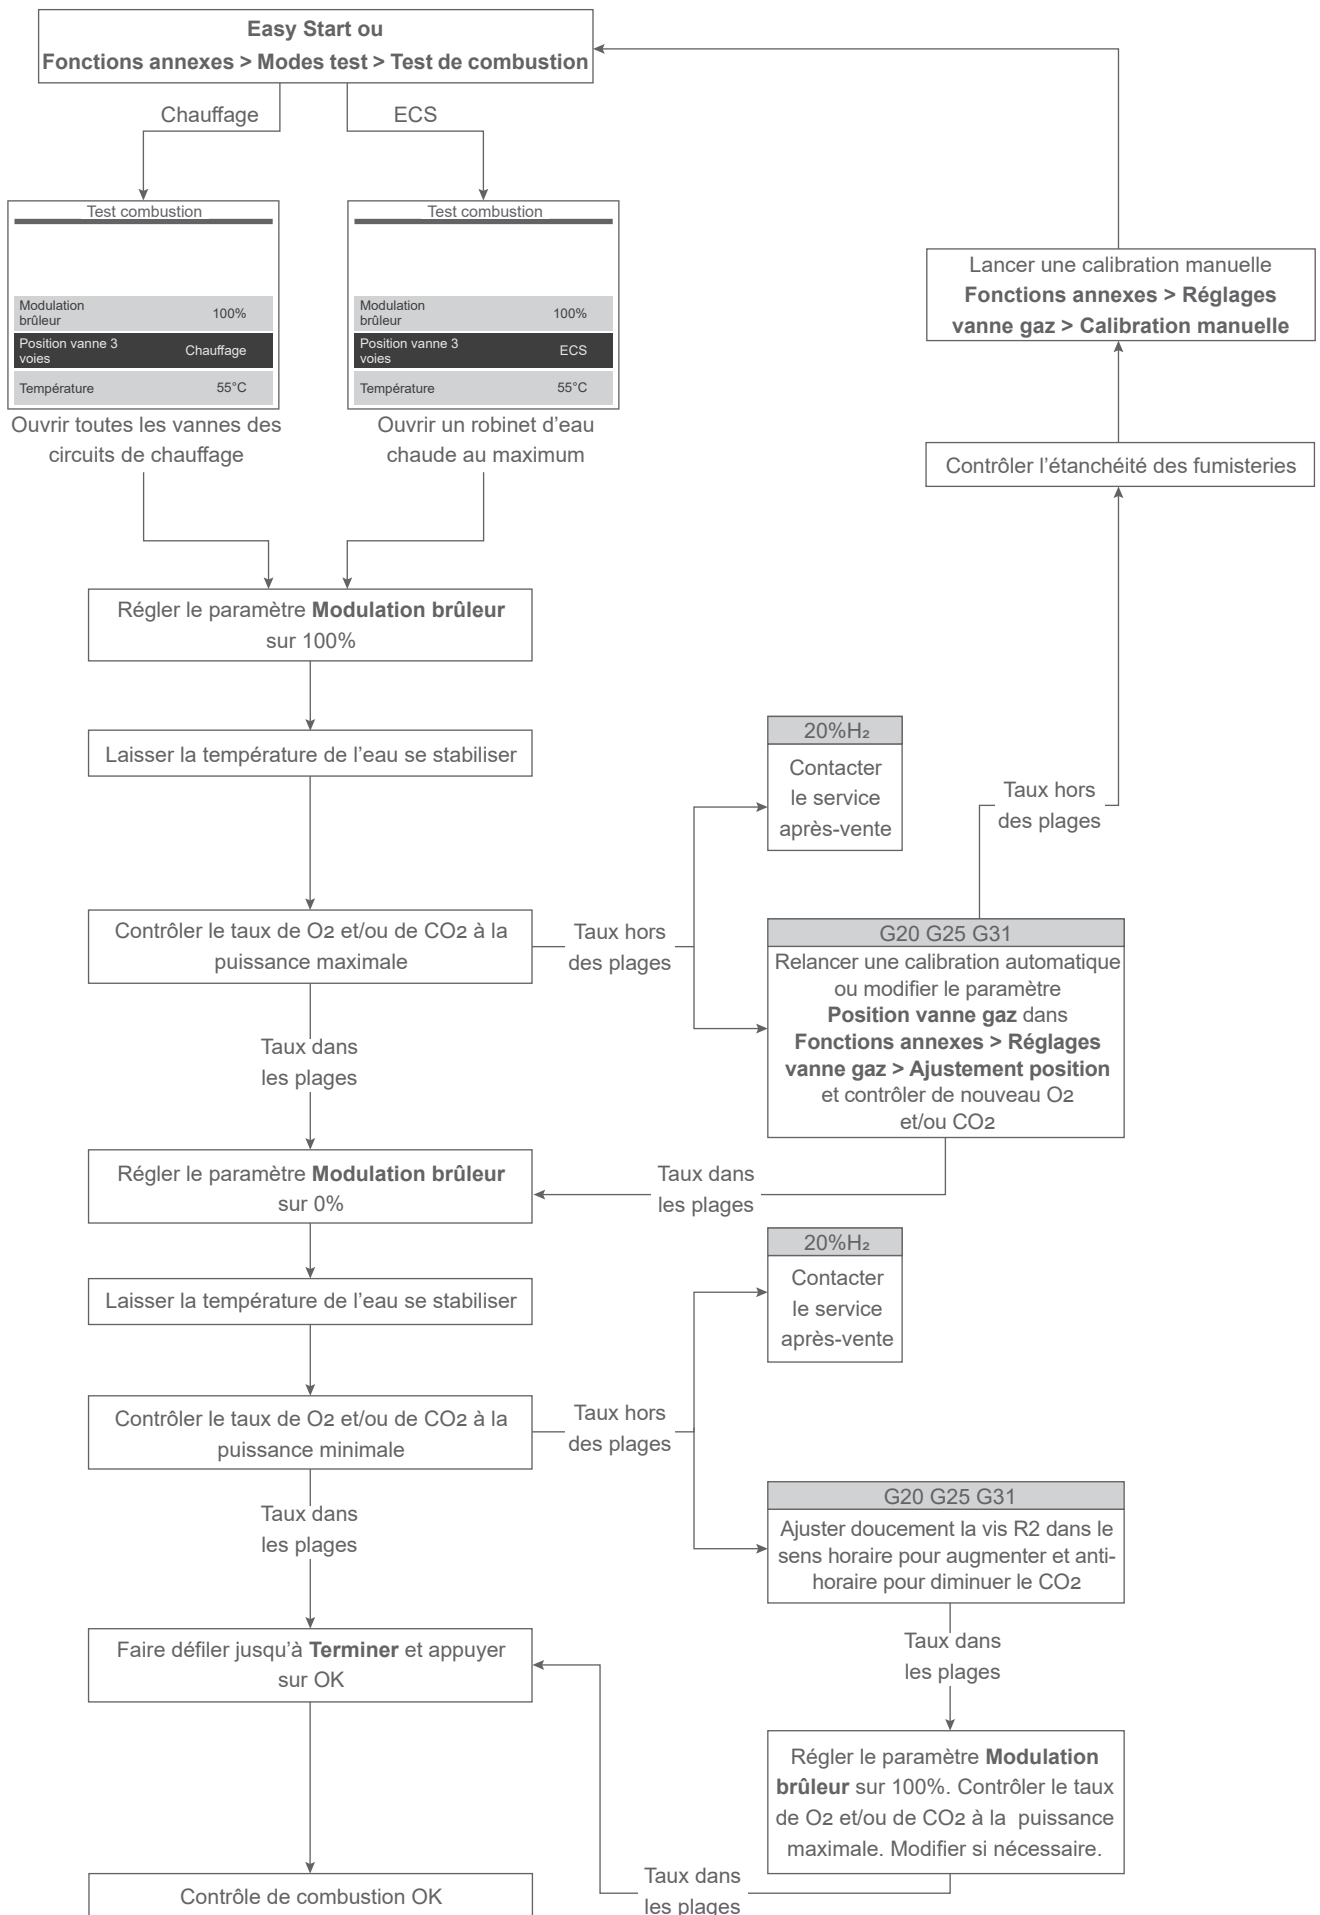 Easy Start ou
Fonctions annexes > Modes test > Test de combustion
Chauffage
ECS
Test combustion
Modulation
brûleur
100%
Position vanne 3
voies
Chauffage
Température
55°C
Ouvrir toutes les vannes des
circuits de chauffage
Test combustion
Modulation
brûleur
100%
Position vanne 3
voies
ECS
Température
55°C
Ouvrir un robinet d’eau
chaude au maximum
Lancer une calibration manuelle
Fonctions annexes > Réglages
vanne gaz > Calibration manuelle
Contrôler l’étanchéité des fumisteries
Régler le paramètre Modulation brûleur
sur 100%
Laisser la température de l’eau se stabiliser
20%H₂
Contacter
le service
après-vente
Taux hors
des plages
Contrôler le taux de O2 et/ou de CO2 à la
puissance maximale
Taux hors
des plages
G20 G25 G31
Relancer une calibration automatique
ou modifier le paramètre
Position vanne gaz dans
Fonctions annexes > Réglages
vanne gaz > Ajustement position
et contrôler de nouveau O2
et/ou CO2
Taux dans
les plages
Régler le paramètre Modulation brûleur
sur 0%
Taux dans
les plages
Laisser la température de l’eau se stabiliser
20%H₂
Contacter
le service
après-vente
Contrôler le taux de O2 et/ou de CO2 à la
puissance minimale
Taux hors
des plages
G20 G25 G31
Ajuster doucement la vis R2 dans le
sens horaire pour augmenter et anti-
horaire pour diminuer le CO2
Taux dans
les plages
Faire défiler jusqu’à Terminer et appuyer
sur OK
Taux dans
les plages
Régler le paramètre Modulation
brûleur sur 100%. Contrôler le taux
de O2 et/ou de CO2 à la puissance
maximale. Modifier si nécessaire.
Taux dans
les plages
Contrôle de combustion OK